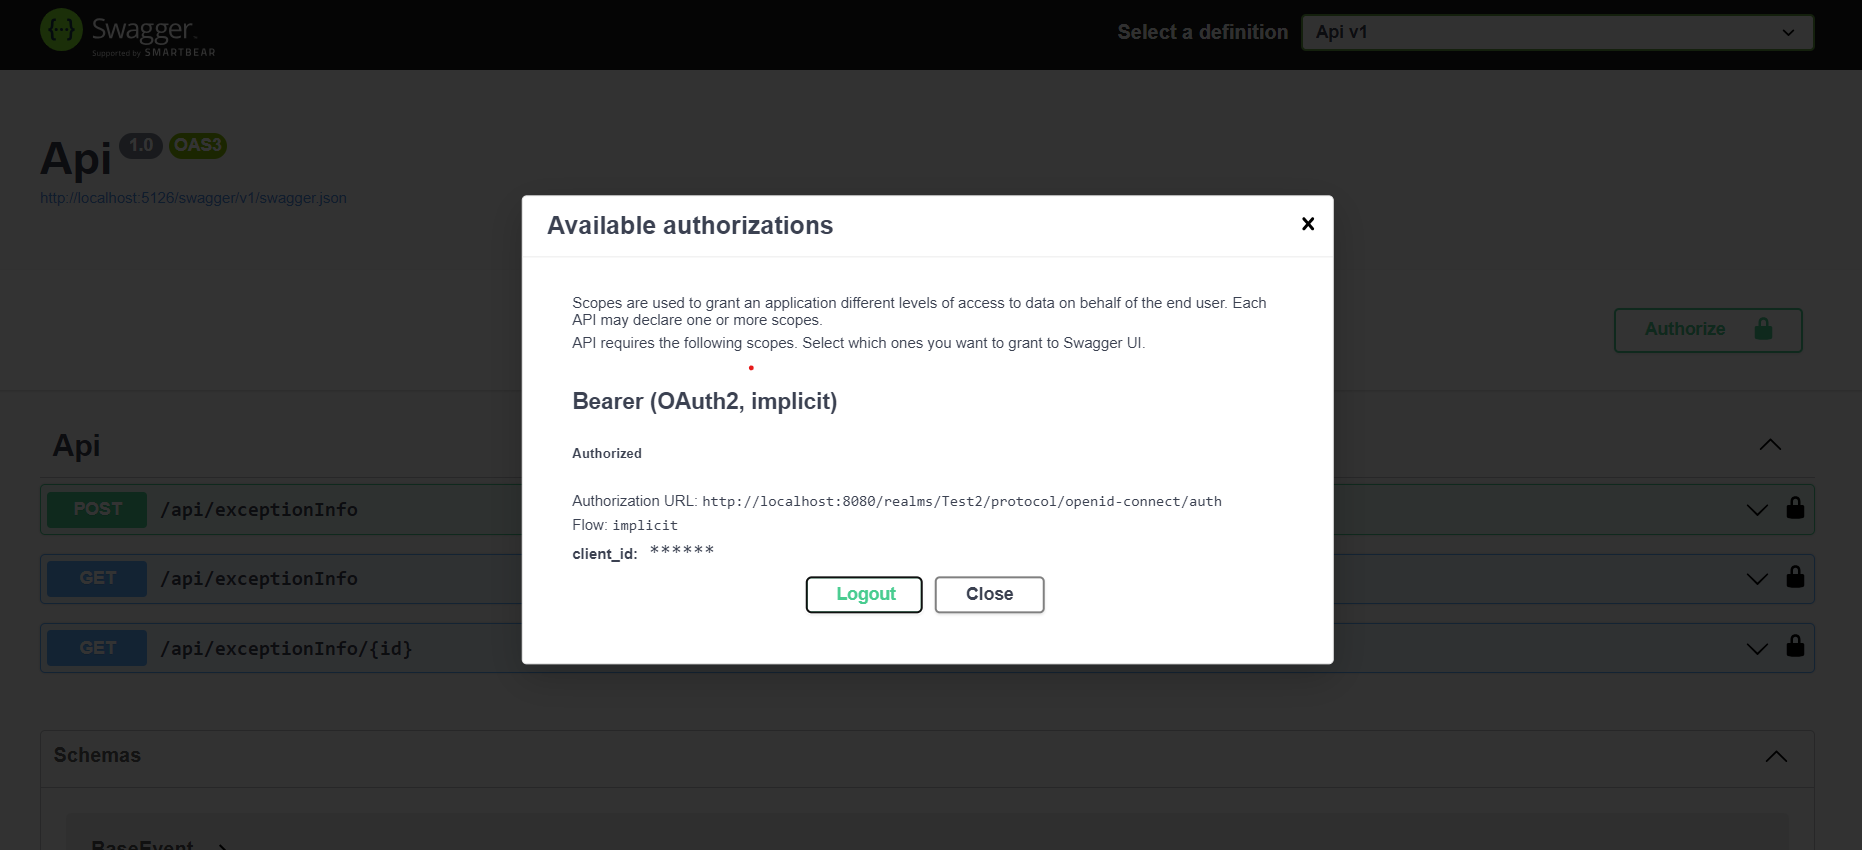 Swagger
Supported by SMARTBEAR
Select a definition
Api v1
Api 1.0 OAS3
http://localhost:5126/swagger/v1/swagger.json
Available authorizations
Scopes are used to grant an application different levels of access to data on behalf of the end user. Each
API may declare one or more scopes.
API requires the following scopes. Select which ones you want to grant to Swagger UI.
Authorize
Bearer (OAuth2, implicit)
Authorized
Authorization URL: http://localhost:8080/realms/Test2/protocol/openid-connect/auth
Flow: implicit
client_id: ******
Logout
Close
Api
POST /api/exceptionInfo
GET /api/exceptionInfo
GET /api/exceptionInfo/{id}
Schemas
BaseEvent